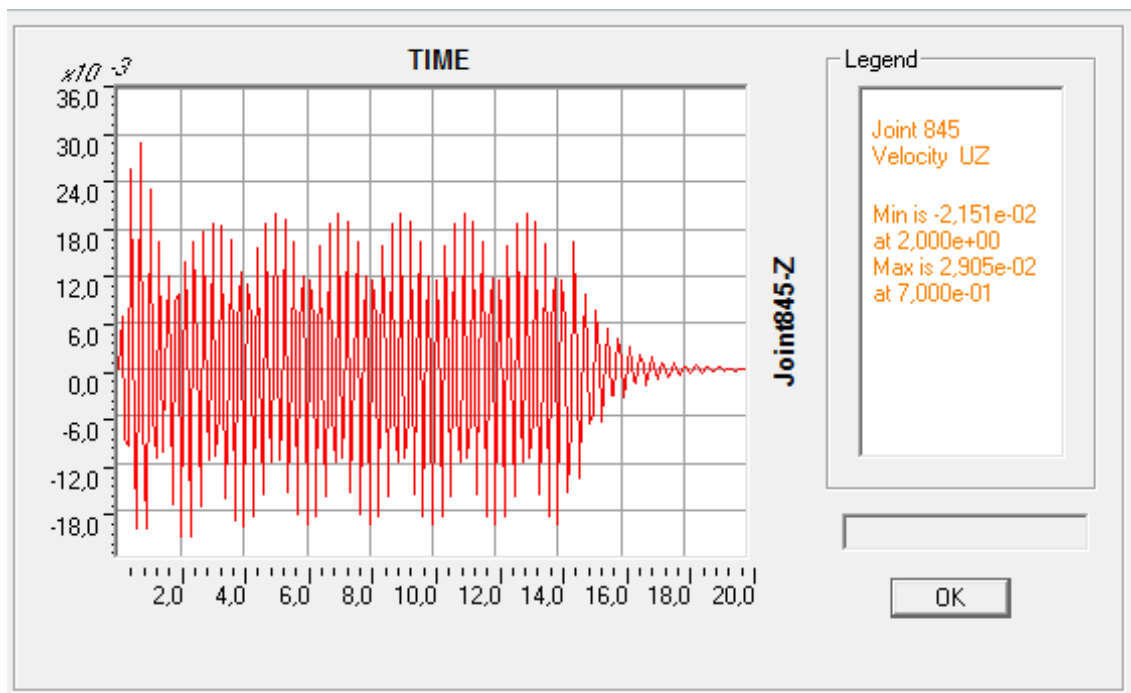 TIME
x10 -3
36,0
30,0
24,0
18,0
12,0
6,0
0,0
-6,0
-12,0
-18,0
2,0 4,0 6,0 8,0 10,0 12,0 14,0 16,0 18,0 20,0
Joint845-Z
Legend
Joint 845
Velocity UZ
Min is -2,151e-02
at 2,000e+00
Max is 2,905e-02
at 7,000e-01
OK